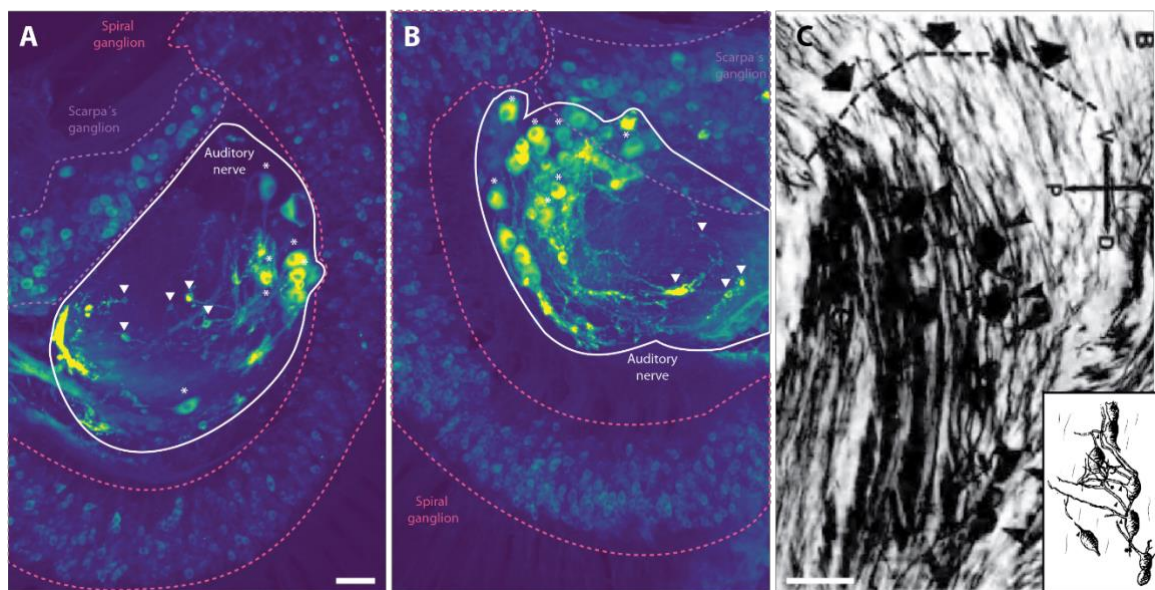 A
Spiral
ganglion
Scarpa´s
ganglion
Auditory
nerve
B
Scarpa´s
ganglion
Auditory
nerve
Spiral
ganglion
C
B
V
P
D